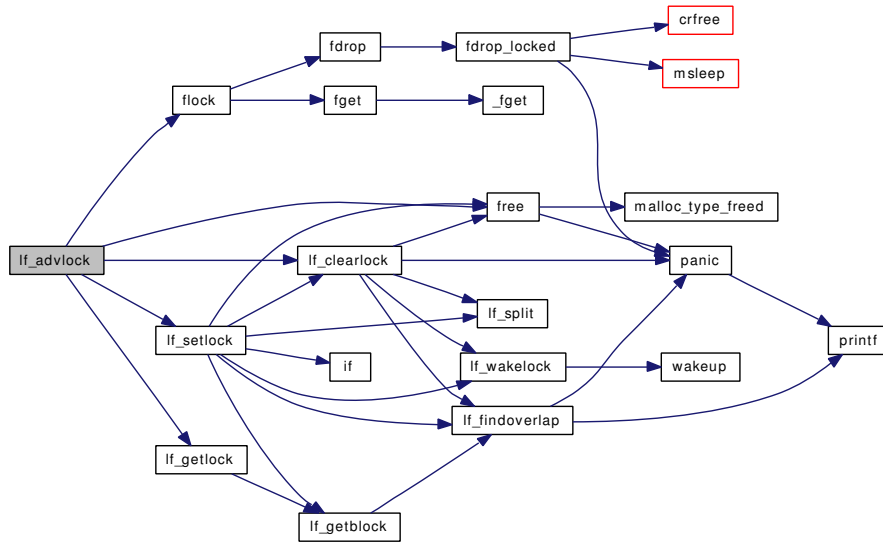 crfree
fdrop
fdrop_locked
msleep
flock
fget
_fget
free
malloc_type_freed
lf_advlock
lf_clearlock
panic
lf_split
lf_setlock
printf
if
lf_wakelock
wakeup
lf_findoverlap
lf_getlock
lf_getblock